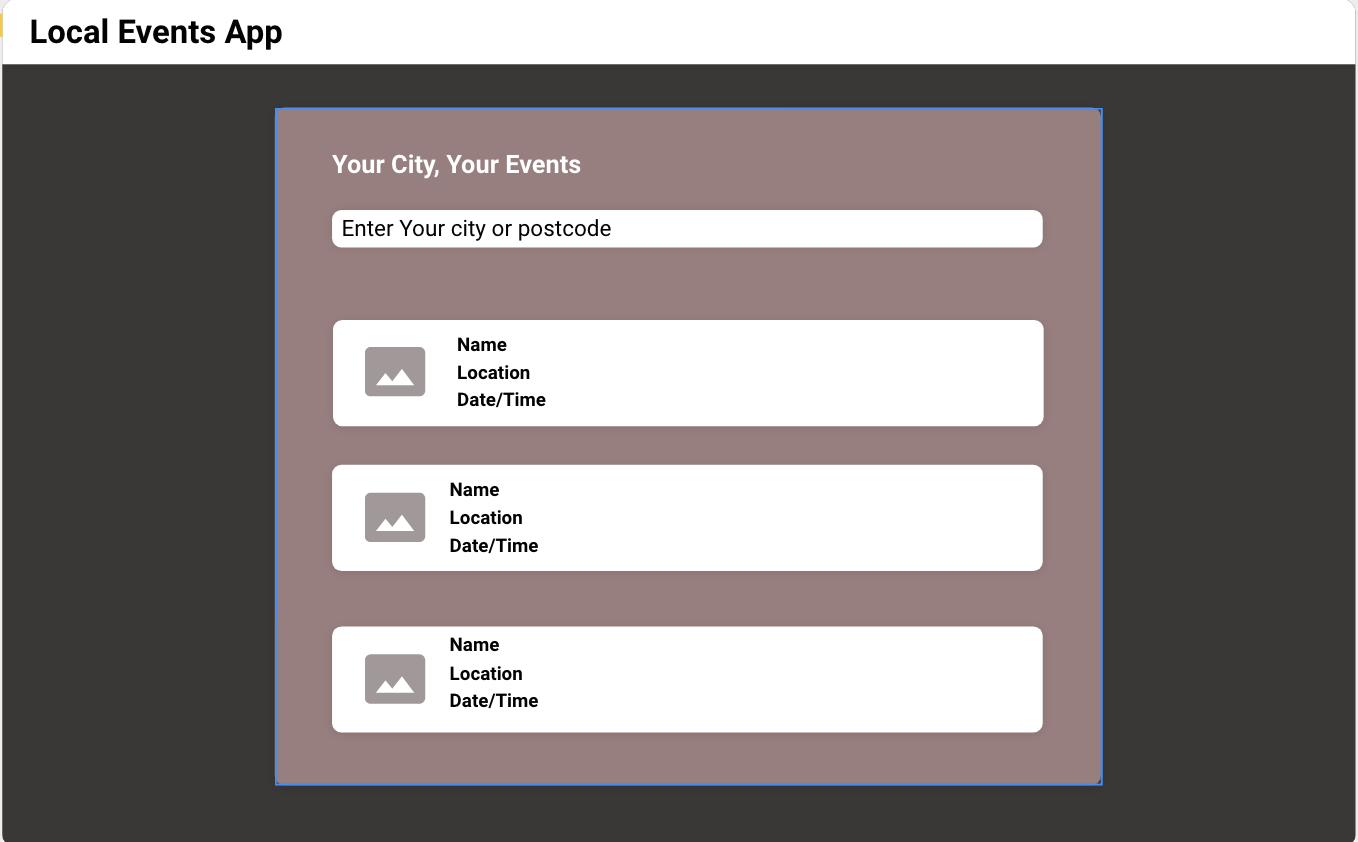 Local Events App
Your City, Your Events
Enter Your city or postcode
Name
Location
Date/Time
Name
Location
Date/Time
Name
Location
Date/Time